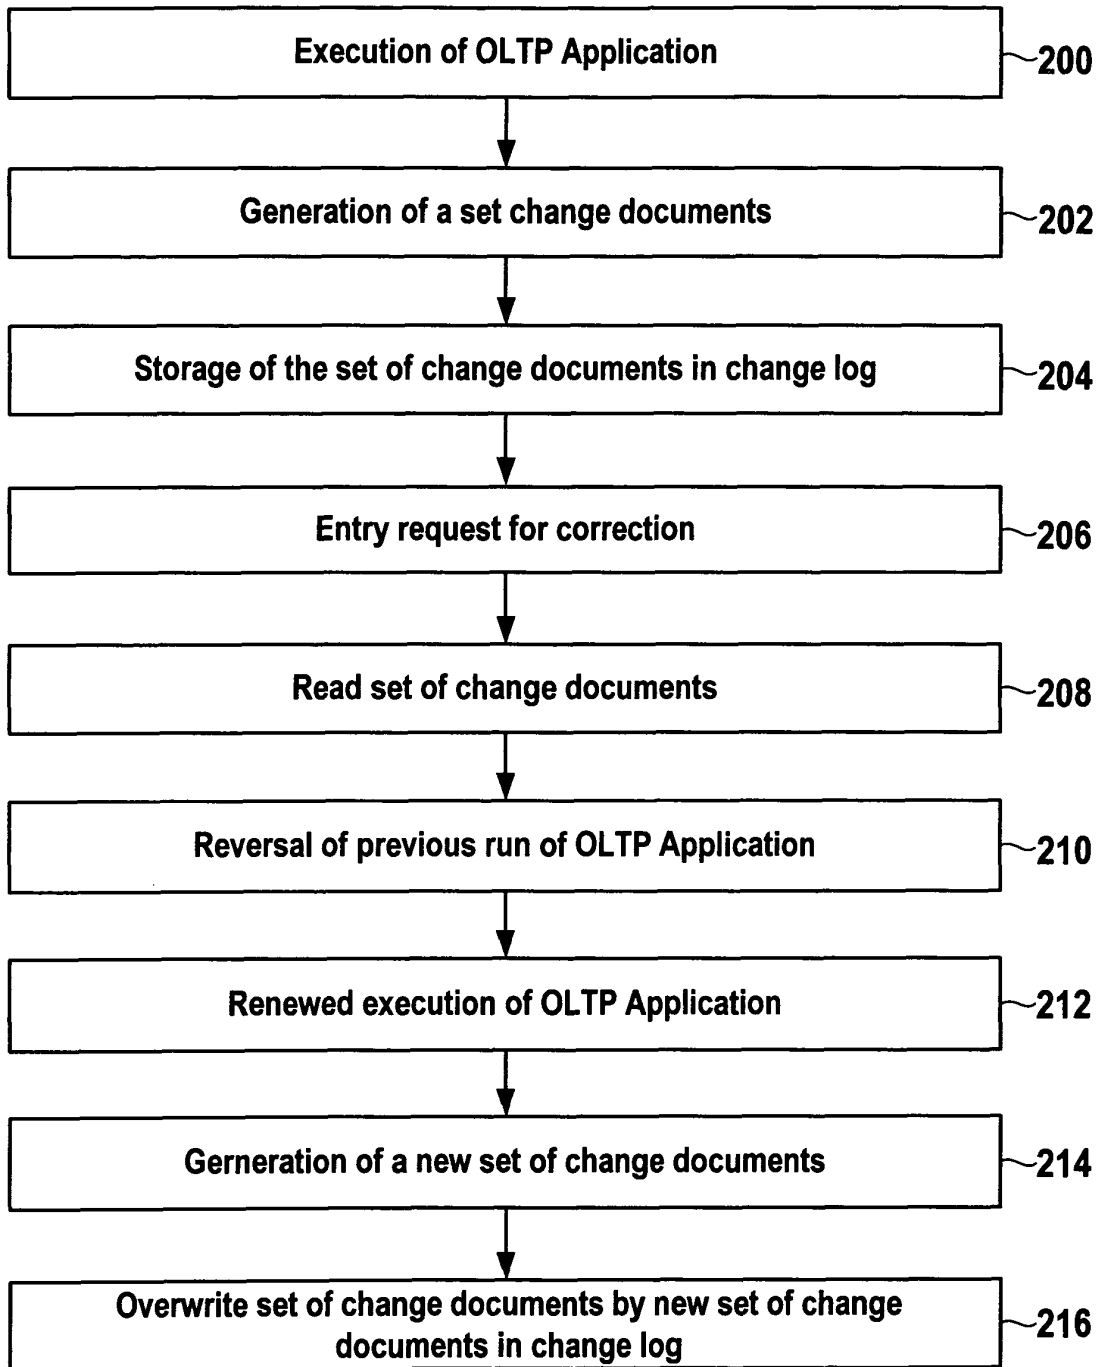 Execution of OLTP Application
200
Generation of a set change documents
202
Storage of the set of change documents in change log
204
Entry request for correction
206
Read set of change documents
208
Reversal of previous run of OLTP Application
210
Renewed execution of OLTP Application
212
Gerneration of a new set of change documents
214
Overwrite set of change documents by new set of change
documents in change log
216